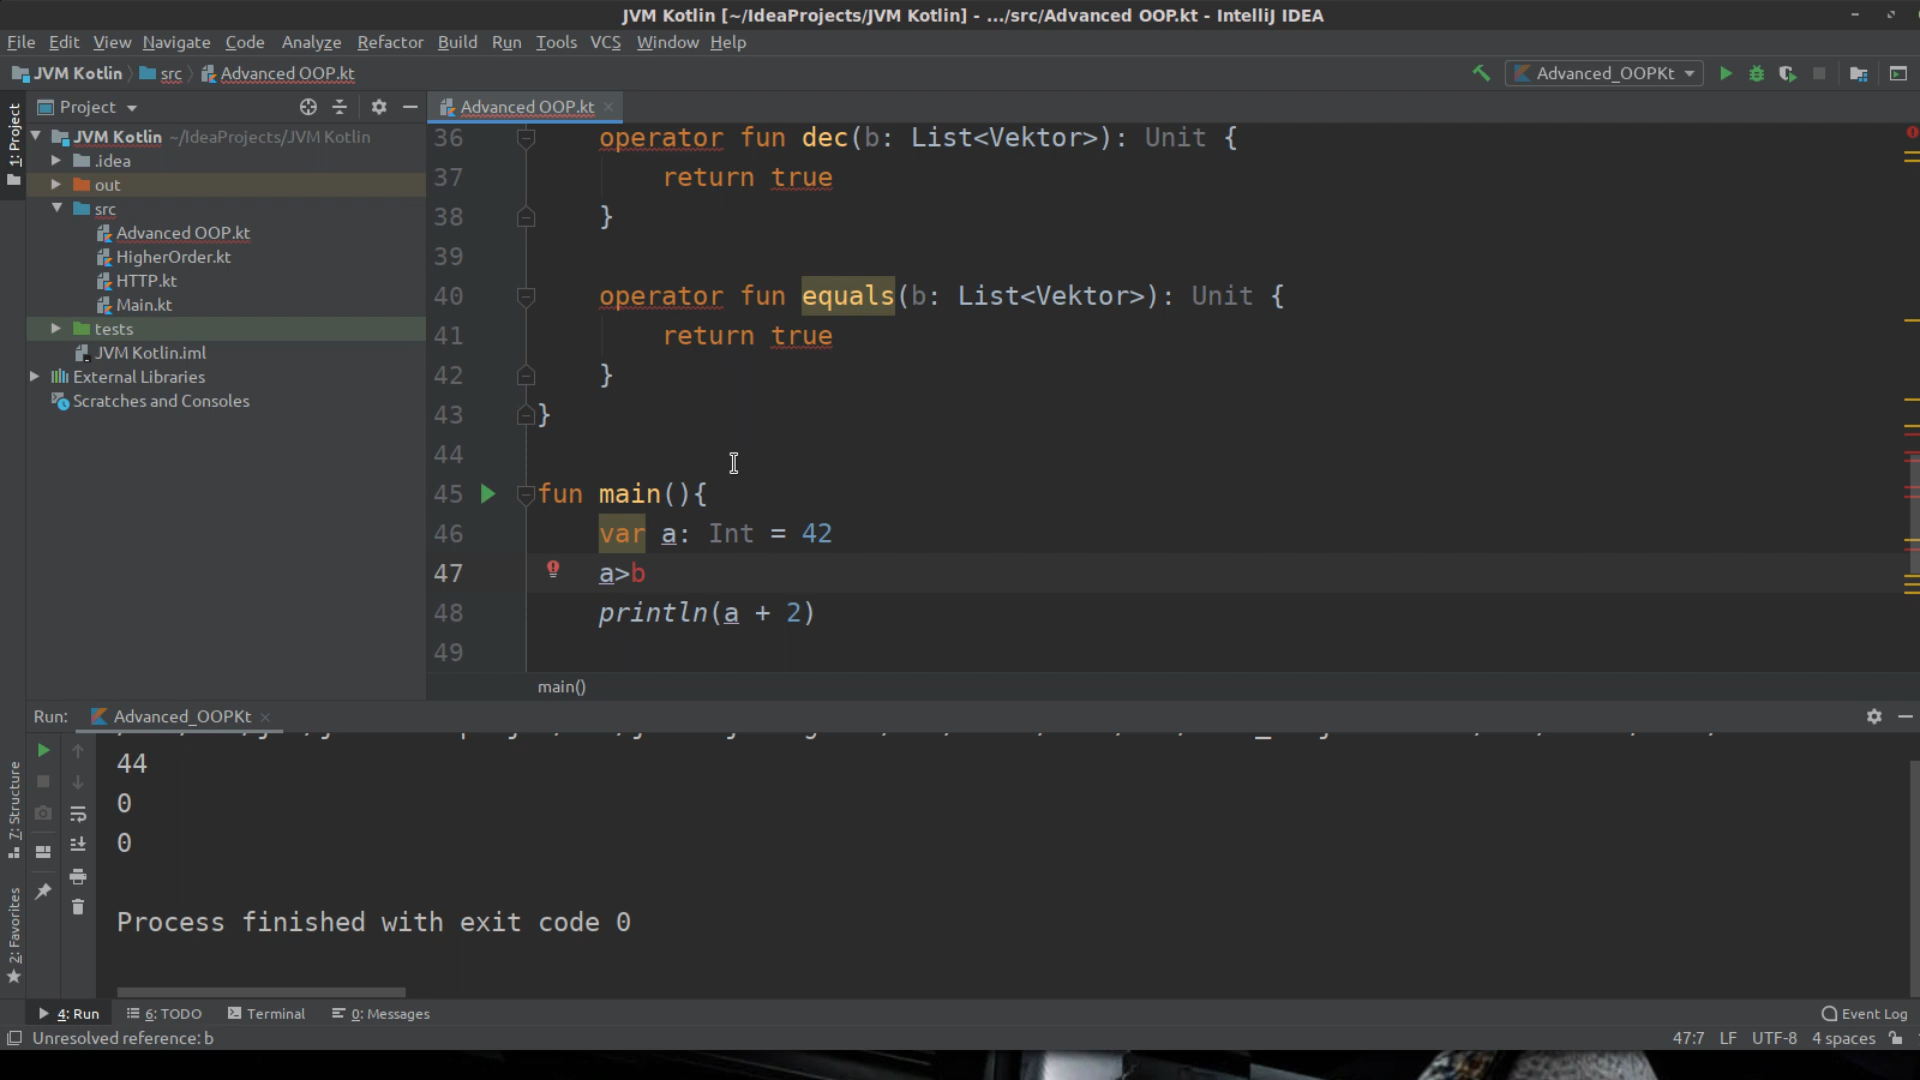 JVM Kotlin [~/IdeaProjects/JVM Kotlin] - .../src/Advanced OOP.kt - IntelliJ IDEA
File Edit View Navigate Code Analyze Refactor Build Run Tools VCS Window Help
JVM Kotlin src Advanced OOP.kt Advanced_OOPKt
1: Project
Project
Advanced OOP.kt
JVM Kotlin ~/IdeaProjects/JVM Kotlin
.idea
out
src
Advanced OOP.kt
HigherOrder.kt
HTTP.kt
Main.kt
tests
JVM Kotlin.iml
External Libraries
Scratches and Consoles
36 operator fun dec(b: List<Vektor>): Unit {
37 return true
38 }
39
40 operator fun equals(b: List<Vektor>): Unit {
41 return true
42 }
43 }
44
45 fun main(){
46 var a: Int = 42
47 a>b
48 println(a + 2)
49
main()
Run: Advanced_OOPKt
44
0
0
Process finished with exit code 0
7: Structure
2: Favorites
4: Run 6: TODO Terminal 0: Messages Event Log
Unresolved reference: b 47:7 LF UTF-8 4 spaces